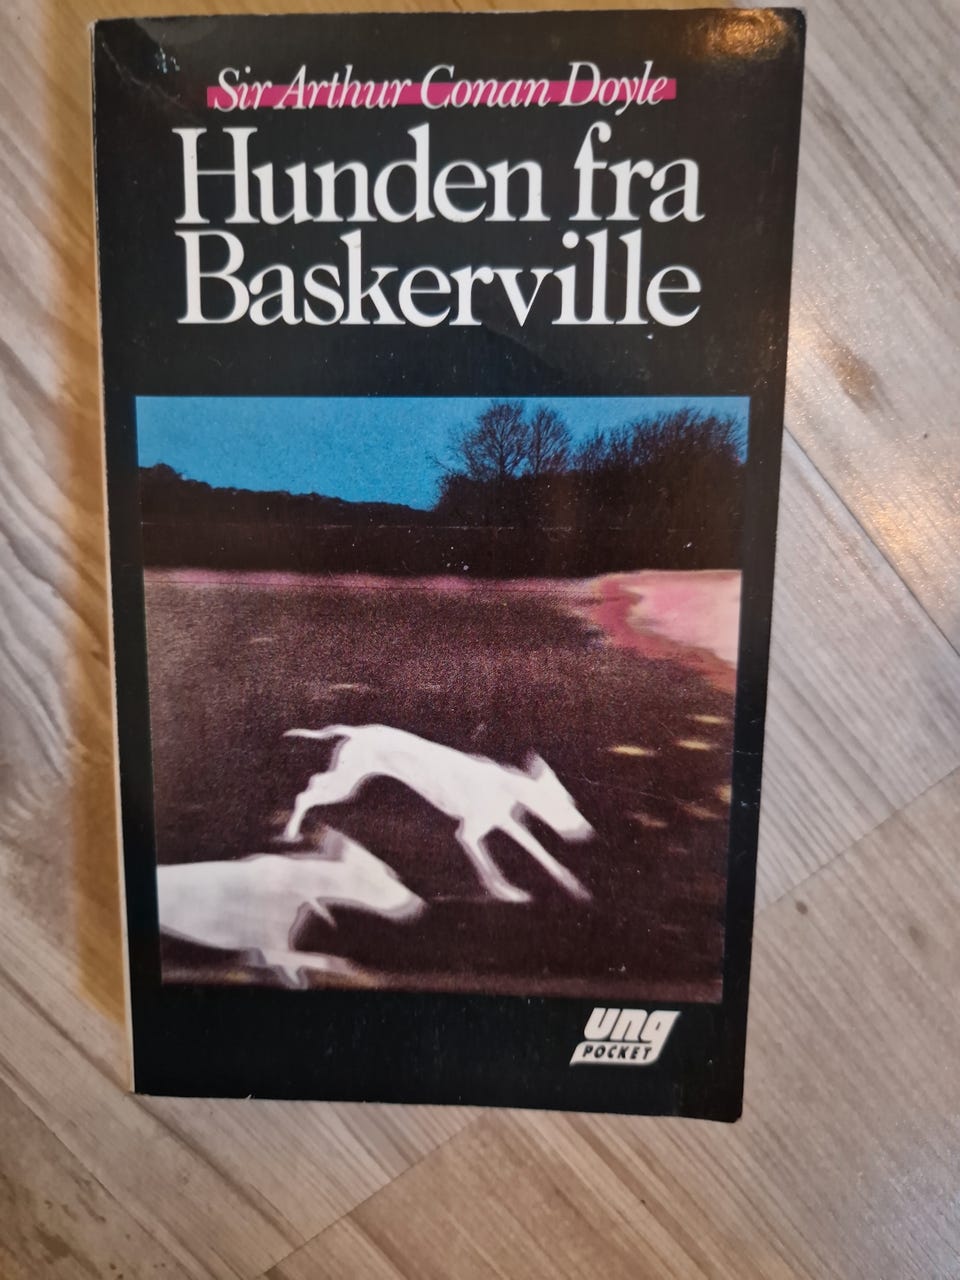 Sir Arthur Conan Doyle
Hunden fra
Baskerville
ung
POCKET